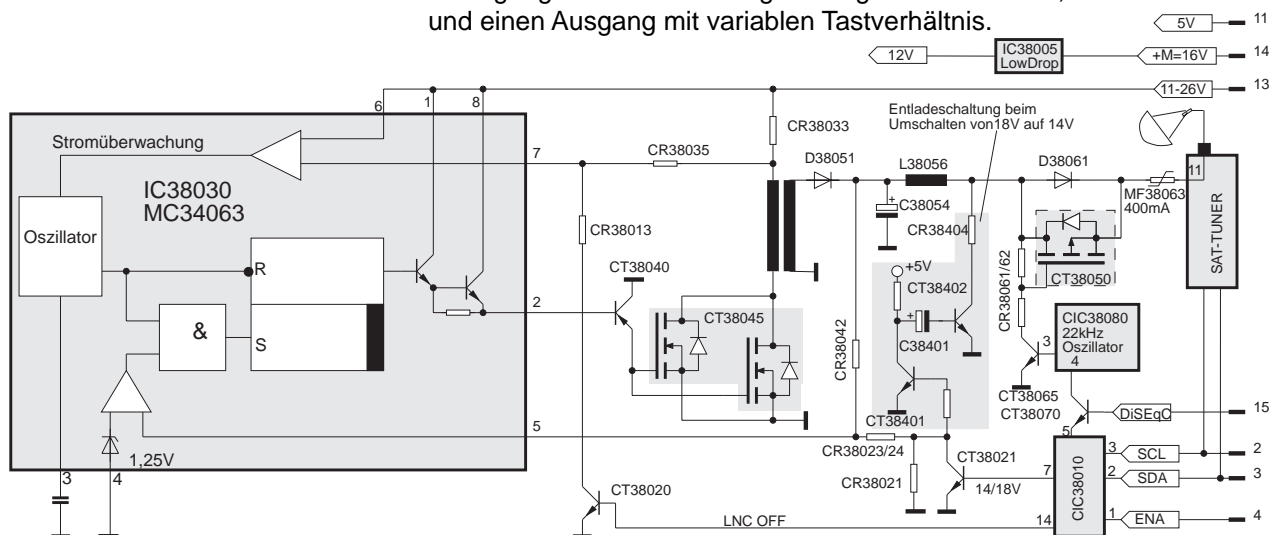 und einen Ausgang mit variablen Tastverhältnis.
5V
11
12V
IC38005
LowDrop
+M=16V
14
11-26V
13
6
1
8
Stromüberwachung
CR38033
Entladeschaltung beim
Umschalten von18V auf 14V
7
CR38035
D38051
L38056
D38061
11
IC38030
MC34063
MF38063
400mA
SAT-TUNER
Oszillator
+
C38054
CR38404
CR38013
R
CT38040
+5V
CT38402
CR38061/62
CT38050
2
CT38045
+
C38401
CIC38080
22kHz
Oszillator
3
4
&
S
CR38042
CT38065
CT38070
CT38401
DiSEqC
15
5
5
1,25V
CR38023/24
CT38021
3
SCL
2
3
4
CT38020
CR38021
14/18V
7
CIC38010
2
SDA
3
LNC OFF
14
1
ENA
4